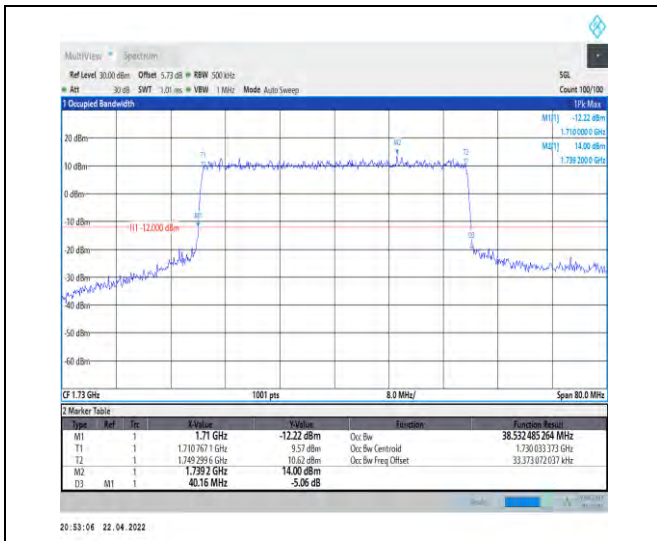 MultiView Spectrum
Ref Level 30.00 dBm Offset 5.73 dB RBW 500 kHz SGL
Att 30 dB SWT 1.01 ms VBW 1 MHz Mode Auto Sweep Count 100/100
1 Occupied Bandwidth 1Pk Max
M1[1] -12.22 dBm
1.710 000 0 GHz
M2[1] 14.00 dBm
1.739 200 0 GHz
20 dBm
10 dBm
0 dBm
-10 dBm
H1 -12.000 dBm
-20 dBm
-30 dBm
-40 dBm
-50 dBm
-60 dBm
T1
M2
T2
M1
D3
CF 1.73 GHz 1001 pts 8.0 MHz/ Span 80.0 MHz
2 Marker Table
Type Ref Trc X-Value Y-Value Function Function Result
M1 1 1.71 GHz -12.22 dBm Occ Bw 38.532 485 264 MHz
T1 1 1.710 767 1 GHz 9.57 dBm Occ Bw Centroid 1.730 033 373 GHz
T2 1 1.749 299 6 GHz 10.62 dBm Occ Bw Freq Offset 33.373 072 037 kHz
M2 1 1.739 2 GHz 14.00 dBm
D3 M1 1 40.16 MHz -5.06 dB
20:53:06 22.04.2022